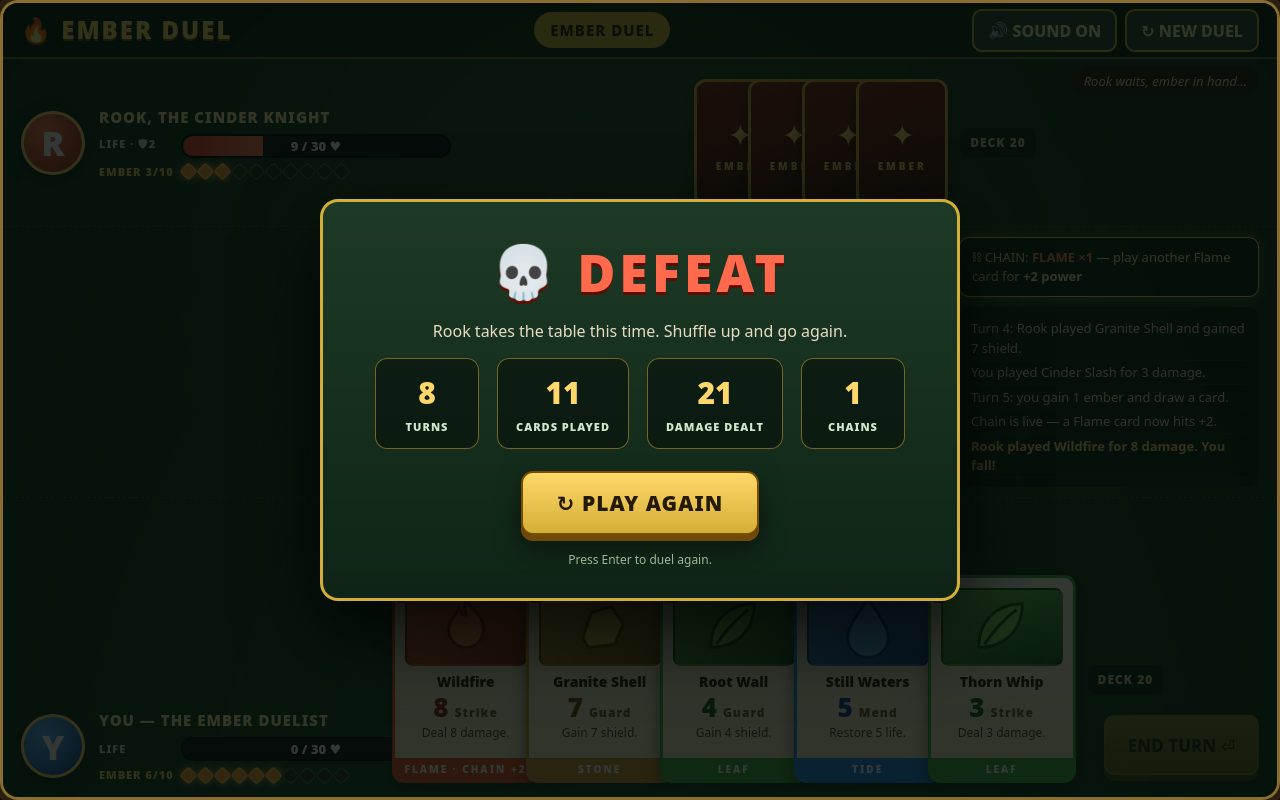 EMBER DUEL
EMBER DUEL
SOUND ON
↻ NEW DUEL
Rook waits, ember in hand...
R
ROOK, THE CINDER KNIGHT
LIFE · 2
9 / 30 ♥
EMBER 3/10
EMB
EMB
EMB
EMBER
DECK 20
CHAIN: FLAME ×1 — play another Flame
card for +2 power
DEFEAT
Rook takes the table this time. Shuffle up and go again.
8
TURNS
11
CARDS PLAYED
21
DAMAGE DEALT
1
CHAINS
↻ PLAY AGAIN
Press Enter to duel again.
Turn 4: Rook played Granite Shell and gained
7 shield.
You played Cinder Slash for 3 damage.
Turn 5: you gain 1 ember and draw a card.
Chain is live — a Flame card now hits +2.
Rook played Wildfire for 8 damage. You
fall!
Y
YOU — THE EMBER DUELIST
LIFE
0 / 30 ♥
EMBER 6/10
Wildfire
8 Strike
Deal 8 damage.
FLAME · CHAIN +2
Granite Shell
7 Guard
Gain 7 shield.
STONE
Root Wall
4 Guard
Gain 4 shield.
LEAF
Still Waters
5 Mend
Restore 5 life.
TIDE
Thorn Whip
3 Strike
Deal 3 damage.
LEAF
DECK 20
END TURN ⏎